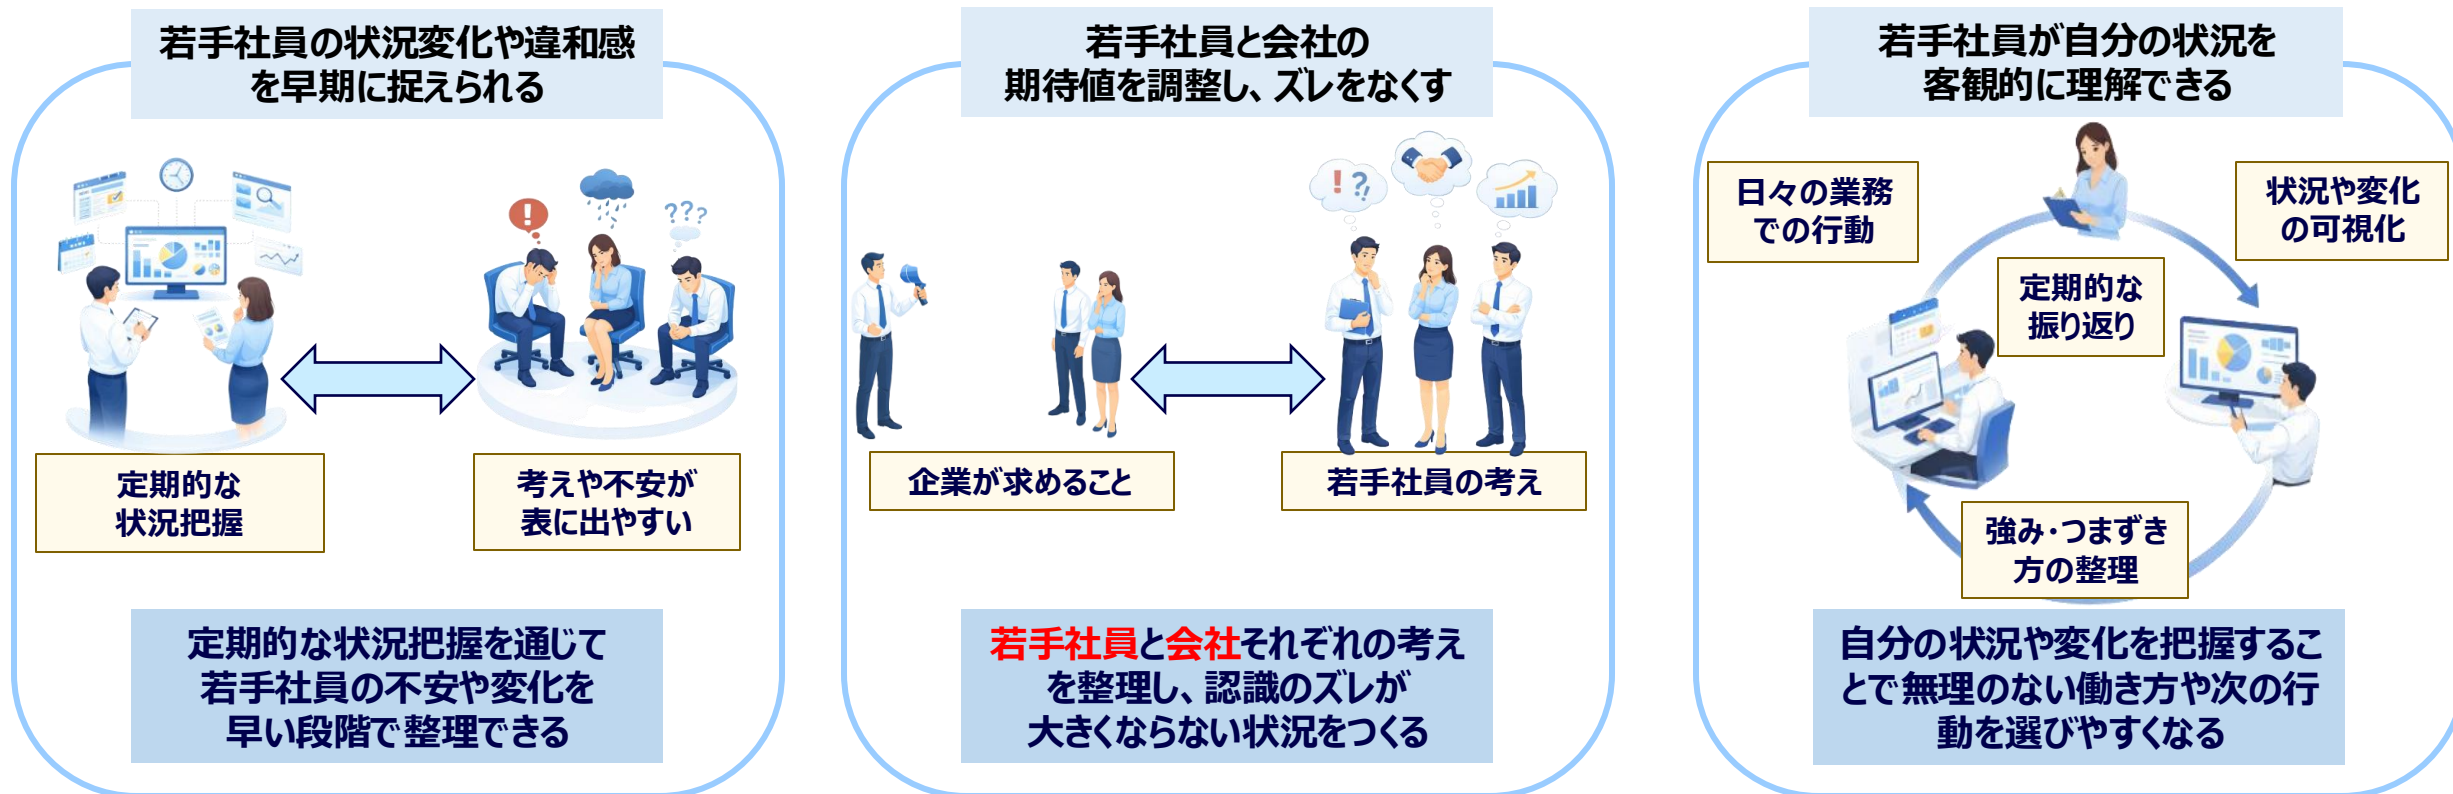 若手社員の状況変化や違和感
を早期に捉えられる
定期的な
状況把握
考えや不安が
表に出やすい
定期的な状況把握を通じて
若手社員の不安や変化を
早い段階で整理できる
若手社員と会社の
期待値を調整し、ズレをなくす
!??
企業が求めること
若手社員の考え
若手社員と会社それぞれの考え
を整理し、認識のズレが
大きくならない状況をつくる
若手社員が自分の状況を
客観的に理解できる
日々の業務
での行動
状況や変化
の可視化
定期的な
振り返り
強み・つまずき
方の整理
自分の状況や変化を把握するこ
とで無理のない働き方や次の行
動を選びやすくなる